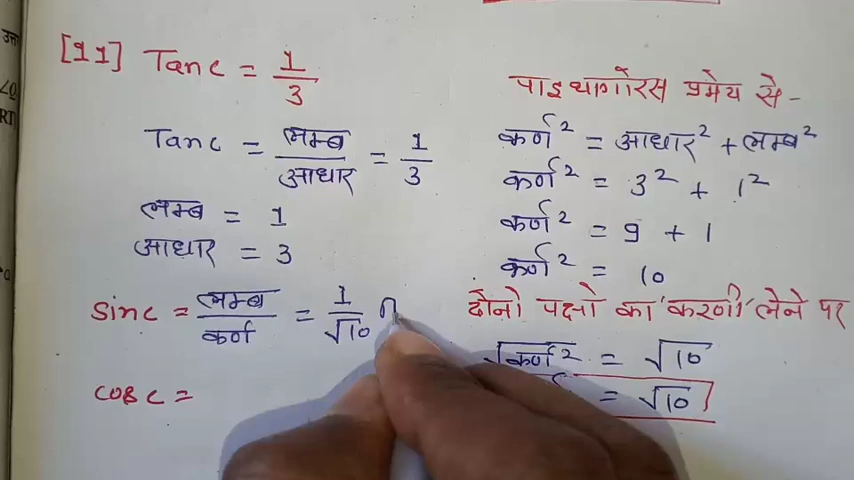 [11] Tanc = 1/3
Tanc = लम्ब/आधार = 1/3
लम्ब = 1
आधार = 3
sinc = लम्ब/कर्ण = 1/√10
cosc =
पाइथागोरस प्रमेय से -
कर्ण² = आधार² + लम्ब²
कर्ण² = 3² + 1²
कर्ण² = 9 + 1
कर्ण² = 10
दोनो पक्षो का 'करणी' लेने पर
√कर्ण² = √10
= √10